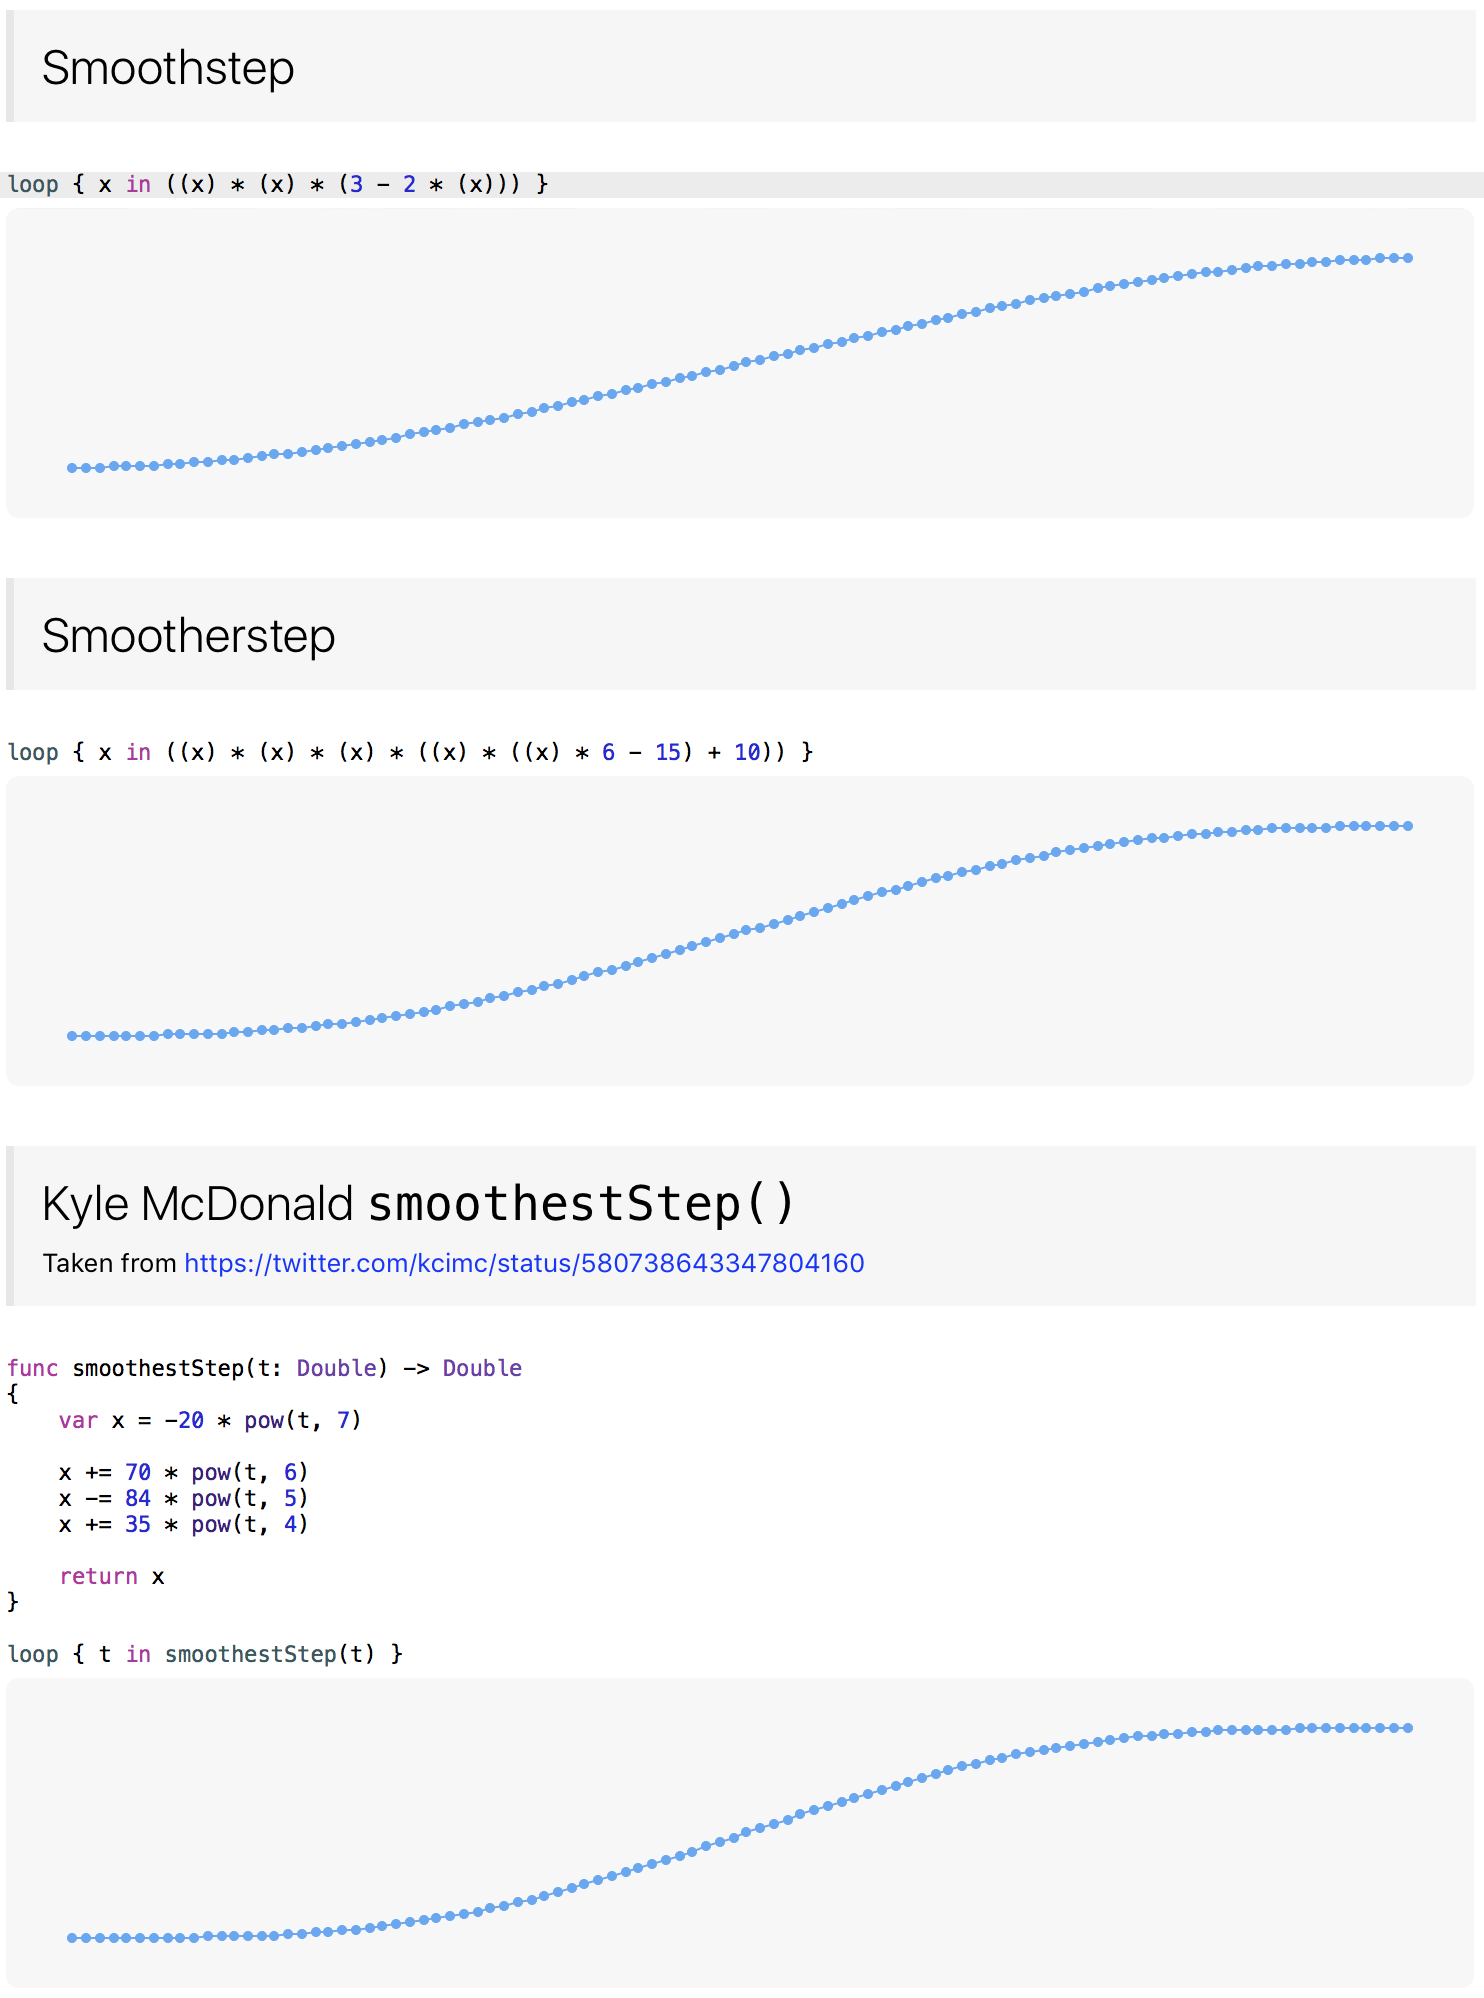 Smoothstep
loop { x in ((x) * (x) * (3 - 2 * (x))) }
Smootherstep
loop { x in ((x) * (x) * (x) * ((x) * ((x) * 6 - 15) + 10)) }
Kyle McDonald smoothestStep()
Taken from https://twitter.com/kcimc/status/580738643347804160
func smoothestStep(t: Double) -> Double
{
    var x = -20 * pow(t, 7)
    x += 70 * pow(t, 6)
    x -= 84 * pow(t, 5)
    x += 35 * pow(t, 4)
    return x
}
loop { t in smoothestStep(t) }